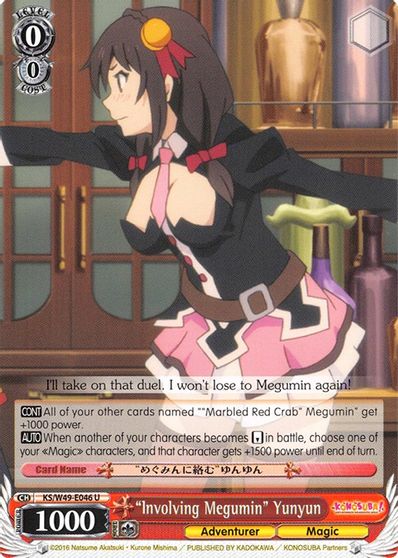 LEVEL
0
0
COST
I'll take on that duel. I won't lose to Megumin again!
CONT All of your other cards named ""Marbled Red Crab" Megumin" get
+1000 power.
AUTO When another of your characters becomes in battle, choose one of
your «Magic» characters, and that character gets +1500 power until end of turn.
Card Name
"めぐみんに絡む"ゆんゆん
CH KS/W49-E046 U
"Involving Megumin" Yunyun
KONOSUBA!
POWER
1000
SOUL
Adventurer
Magic
©2016 Natsume Akatsuki・Kurone Mishima / PUBLISHED BY KADOKAWA / KONOSUBA Partners